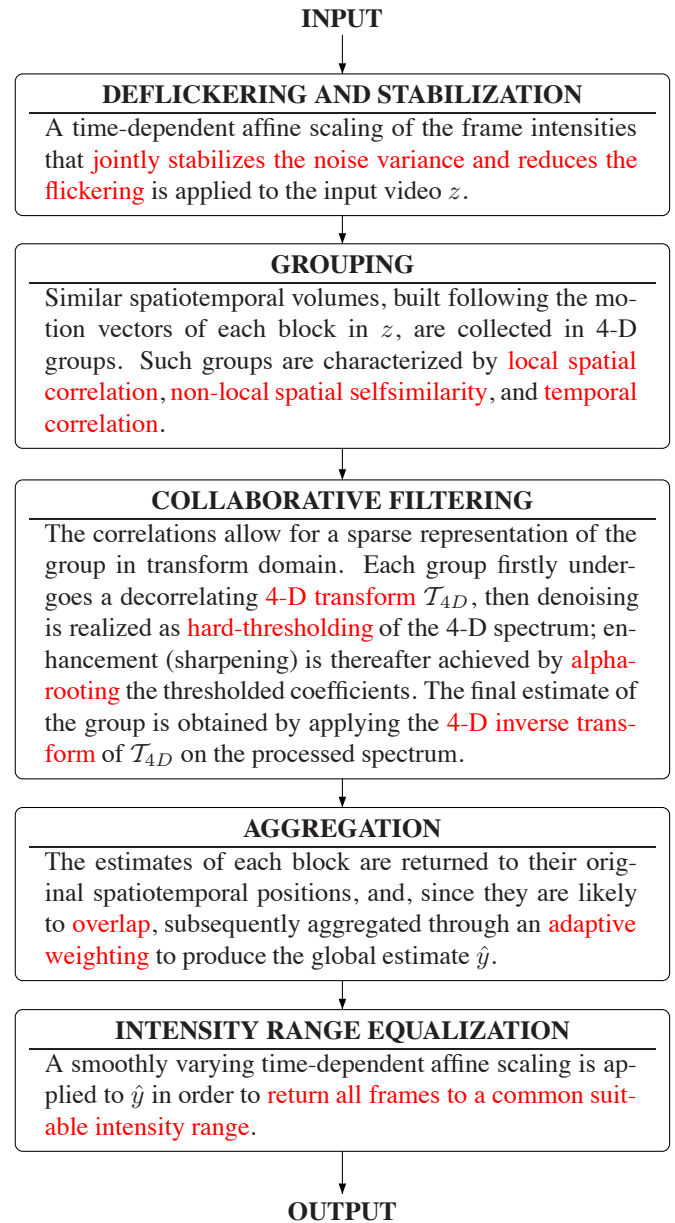 INPUT
DEFLICKERING AND STABILIZATION
A time-dependent affine scaling of the frame intensities
that jointly stabilizes the noise variance and reduces the
flickering is applied to the input video z.
GROUPING
Similar spatiotemporal volumes, built following the mo-
tion vectors of each block in z, are collected in 4-D
groups. Such groups are characterized by local spatial
correlation, non-local spatial selfsimilarity, and temporal
correlation.
COLLABORATIVE FILTERING
The correlations allow for a sparse representation of the
group in transform domain. Each group firstly under-
goes a decorrelating 4-D transform 𝒯4D, then denoising
is realized as hard-thresholding of the 4-D spectrum; en-
hancement (sharpening) is thereafter achieved by alpha-
rooting the thresholded coefficients. The final estimate of
the group is obtained by applying the 4-D inverse trans-
form of 𝒯4D on the processed spectrum.
AGGREGATION
The estimates of each block are returned to their orig-
inal spatiotemporal positions, and, since they are likely
to overlap, subsequently aggregated through an adaptive
weighting to produce the global estimate ŷ.
INTENSITY RANGE EQUALIZATION
A smoothly varying time-dependent affine scaling is ap-
plied to ŷ in order to return all frames to a common suit-
able intensity range.
OUTPUT